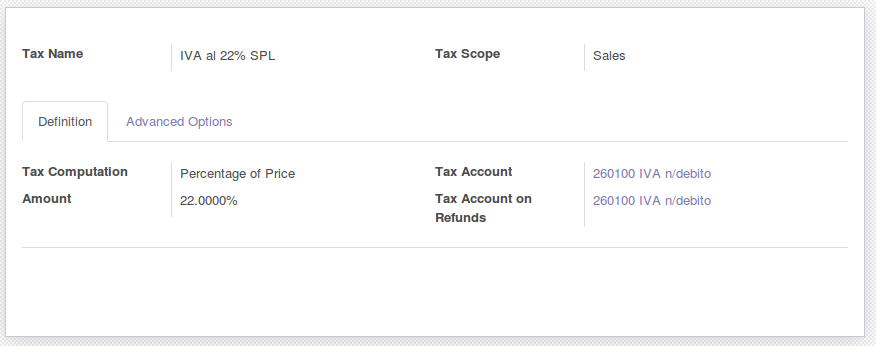 Tax Name IVA al 22% SPL Tax Scope Sales
Definition Advanced Options
Tax Computation Percentage of Price Tax Account 260100 IVA n/debito
Amount 22.0000% Tax Account on 260100 IVA n/debito
Refunds